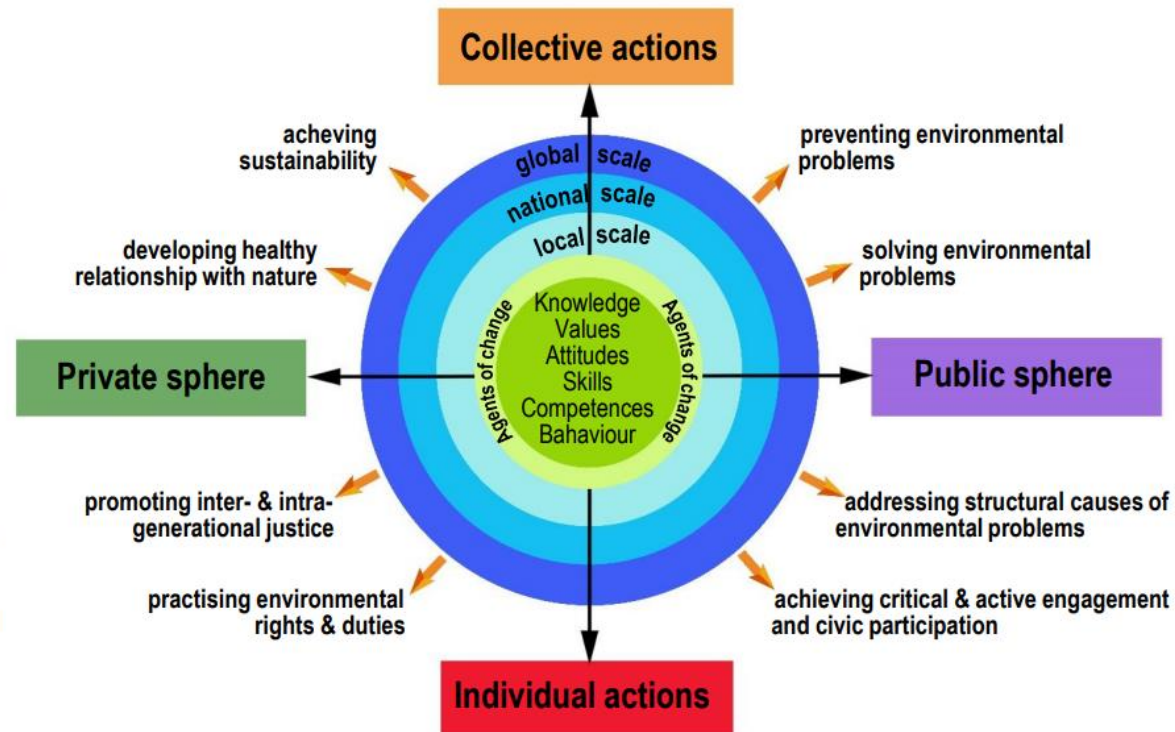 Collective actions
acheving
sustainability
preventing environmental
problems
global scale
national scale
local scale
developing healthy
relationship with nature
solving environmental
problems
Agents of change
Knowledge
Values
Attitudes
Skills
Competences
Bahaviour
Agents of change
Private sphere
Public sphere
promoting inter- & intra-
generational justice
addressing structural causes of
environmental problems
practising environmental
rights & duties
achieving critical & active engagement
and civic participation
Individual actions